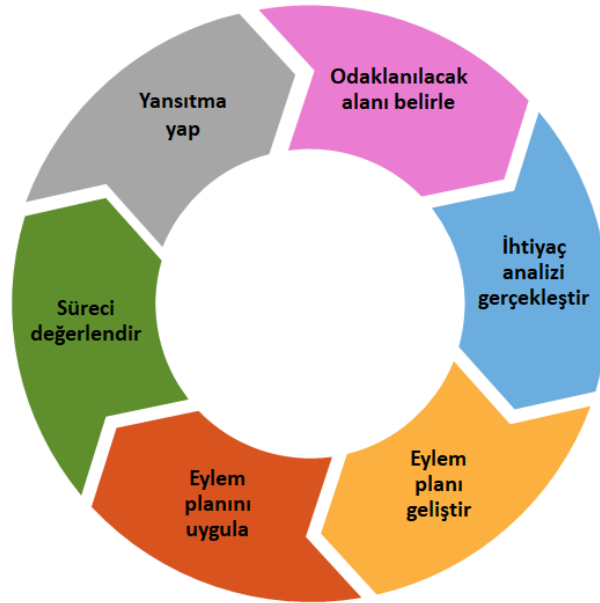 Odaklanılacak
alanı belirle
İhtiyaç
analizi
gerçekleştir
Eylem
planı
geliştir
Eylem
planını
uygula
Süreci
değerlendir
Yansıtma
yap